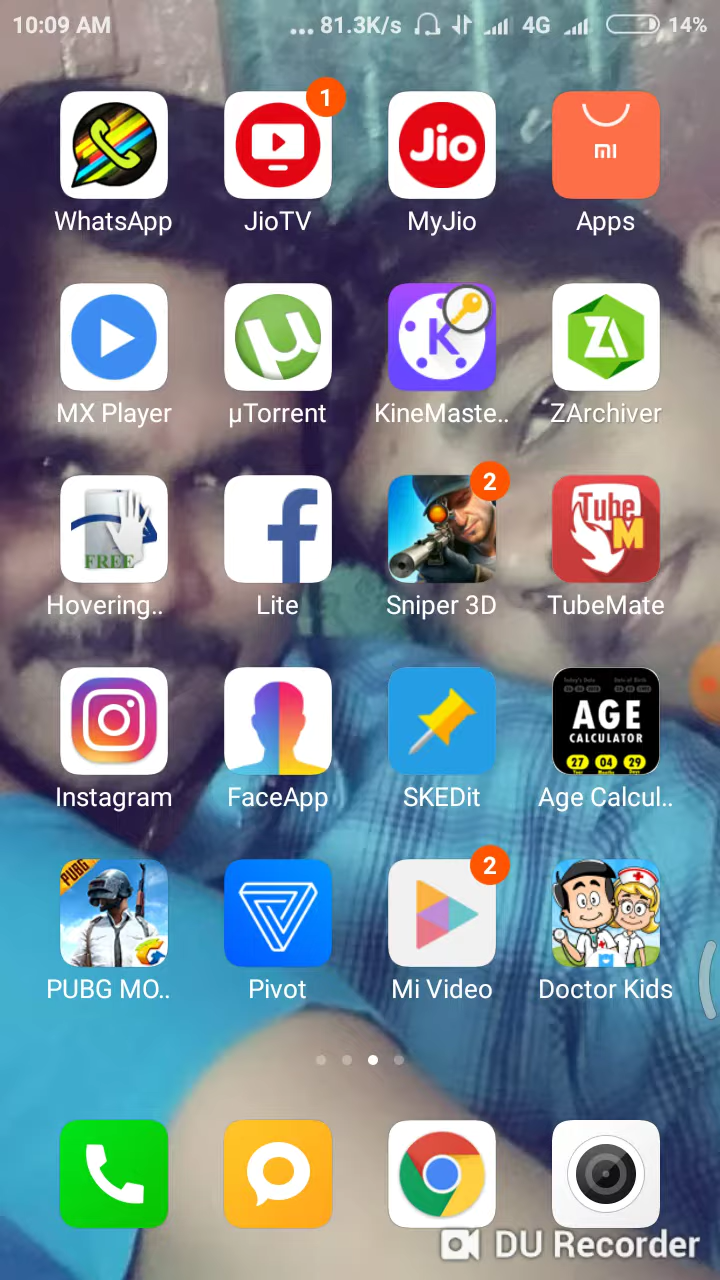 10:09 AM ... 81.3K/s 4G 14%
1
Jio
mi
WhatsApp JioTV MyJio Apps
µ K ZA
MX Player µTorrent KineMaste.. ZArchiver
2
FREE f Tube M
Hovering.. Lite Sniper 3D TubeMate
AGE
CALCULATOR
27 04 29
Instagram FaceApp SKEDit Age Calcul..
2
PUBG
PUBG MO.. Pivot Mi Video Doctor Kids
DU Recorder